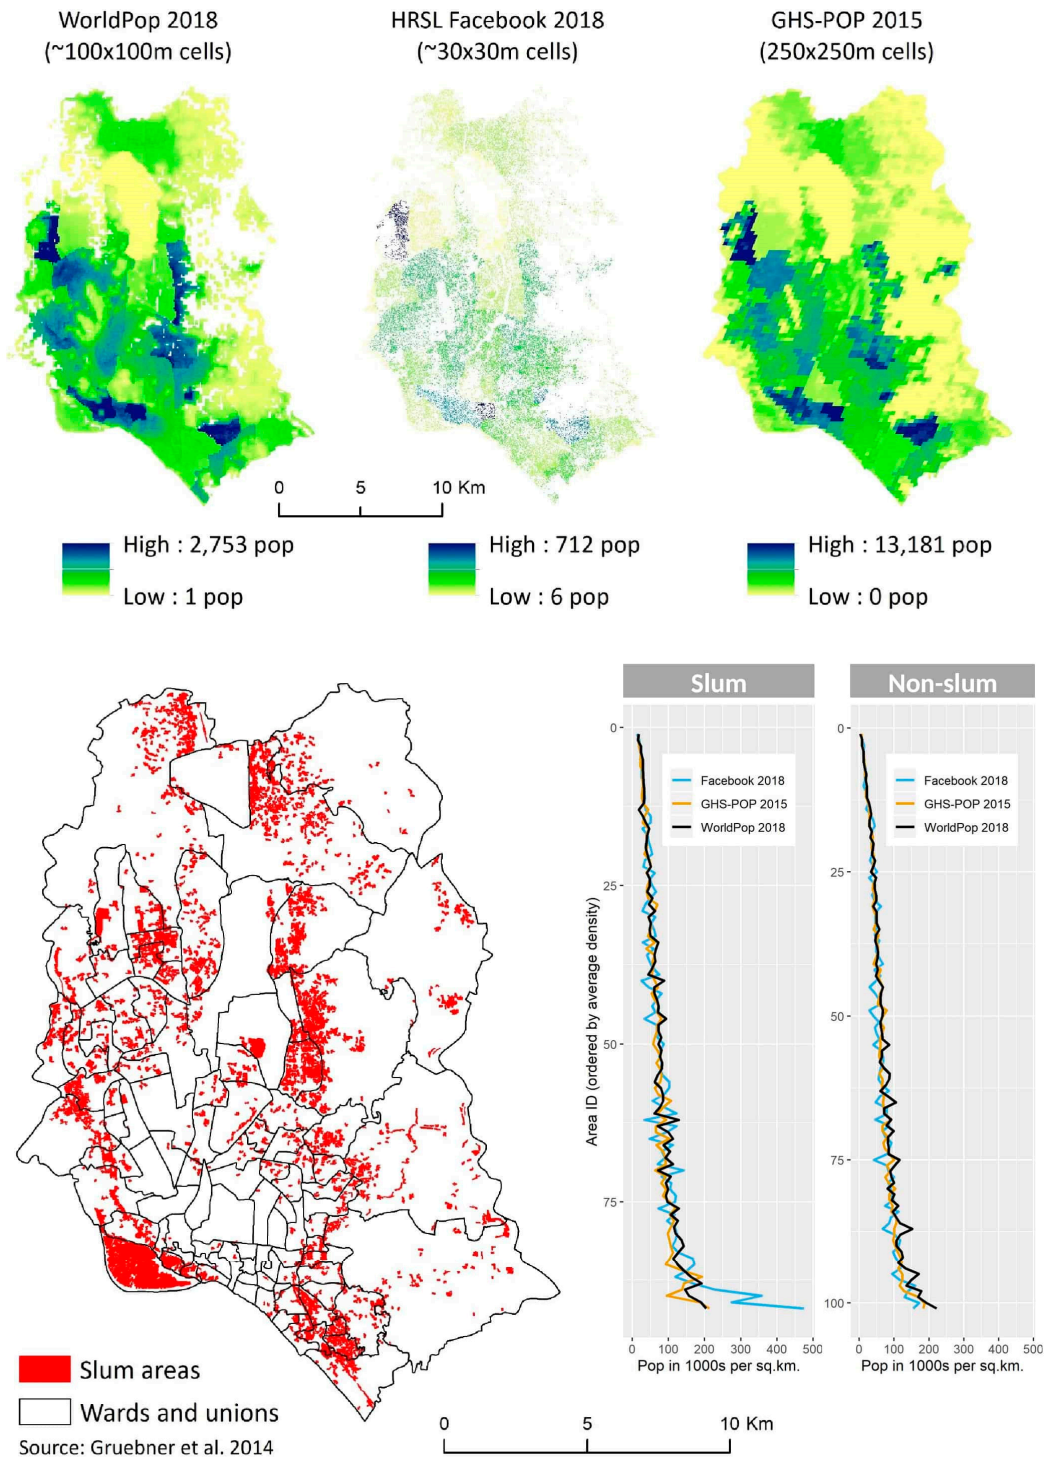 WorldPop 2018
(~100x100m cells)
HRSL Facebook 2018
(~30x30m cells)
GHS-POP 2015
(250x250m cells)
0 5 10 Km
High : 2,753 pop
Low : 1 pop
High : 712 pop
Low : 6 pop
High : 13,181 pop
Low : 0 pop
Slum
Non-slum
0
25
50
75
Area ID (ordered by average density)
Facebook 2018
GHS-POP 2015
WorldPop 2018
0 100 200 300 400 500
Pop in 1000s per sq.km.
0
25
50
75
100
Facebook 2018
GHS-POP 2015
WorldPop 2018
0 100 200 300 400 500
Pop in 1000s per sq.km.
Slum areas
Wards and unions
Source: Gruebner et al. 2014
0 5 10 Km